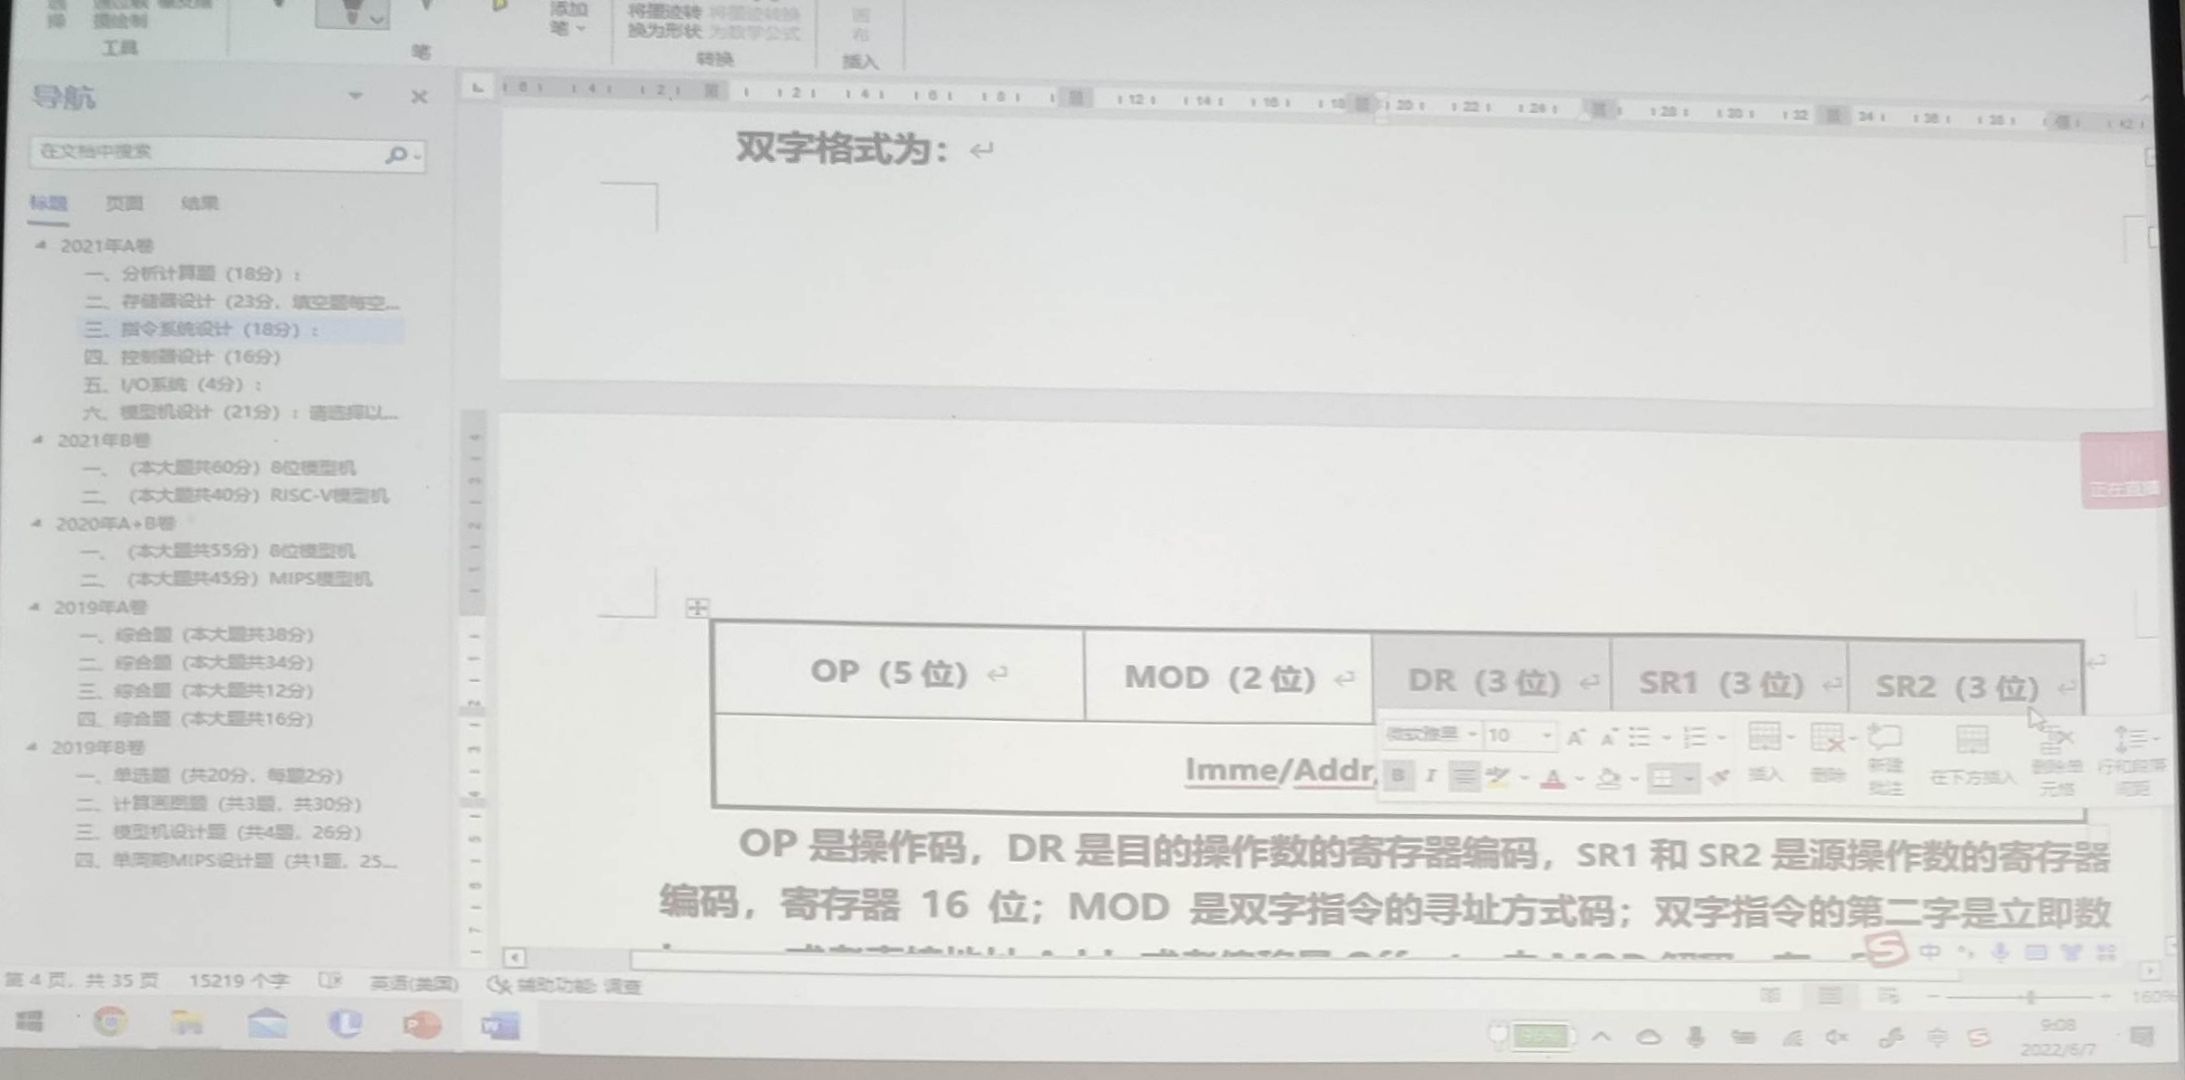 工具
笔
添加
笔
将墨迹转
换为形状
将墨迹转换
为数学公式
转换
插入
导航
在文档中搜索
标题 页面 结果
2021年A卷
一、分析计算题（18分）：
二、存储器设计（23分，填空题每空...
三、指令系统设计（18分）：
四、控制器设计（16分）
五、I/O系统（4分）：
六、模型机设计（21分）：请选择以...
2021年B卷
一、（本大题共60分）8位模型机
二、（本大题共40分）RISC-V模型机
2020年A+B卷
一、（本大题共55分）8位模型机
二、（本大题共45分）MIPS模型机
2019年A卷
一、综合题（本大题共38分）
二、综合题（本大题共34分）
三、综合题（本大题共12分）
四、综合题（本大题共16分）
2019年B卷
一、单选题（共20分，每题2分）
二、计算画图题（共3题，共30分）
三、模型机设计题（共4题，26分）
四、单周期MIPS设计题（共1题，25...
双字格式为：
OP（5 位） MOD（2 位） DR（3 位） SR1（3 位） SR2（3 位）
Imme/Addr
微软雅黑 10
B I A 插入 删除 新建批注 在下方插入 删除单元格 行和段落间距
OP 是操作码，DR 是目的操作数的寄存器编码，SR1 和 SR2 是源操作数的寄存器
编码，寄存器 16 位；MOD 是双字指令的寻址方式码；双字指令的第二字是立即数
正在直播
中
第 4 页，共 35 页 15219 个字 英语(美国) 辅助功能: 调查
160%
9:08
2022/6/7